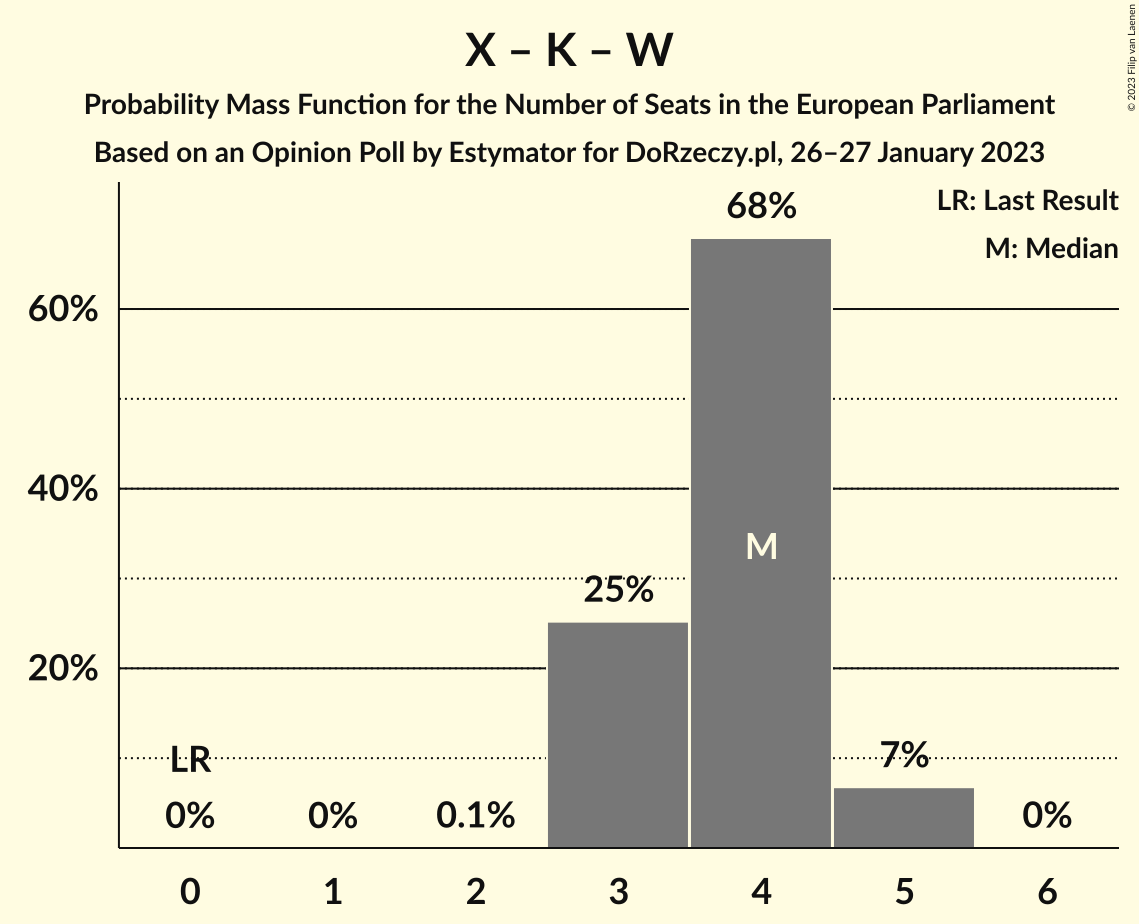 X – K – W
Probability Mass Function for the Number of Seats in the European Parliament
Based on an Opinion Poll by Estymator for DoRzeczy.pl, 26–27 January 2023
© 2023 Filip van Laenen
LR: Last Result
M: Median
68%
60%
40%
M
25%
20%
LR
7%
0%
0%
0.1%
0%
0
1
2
3
4
5
6